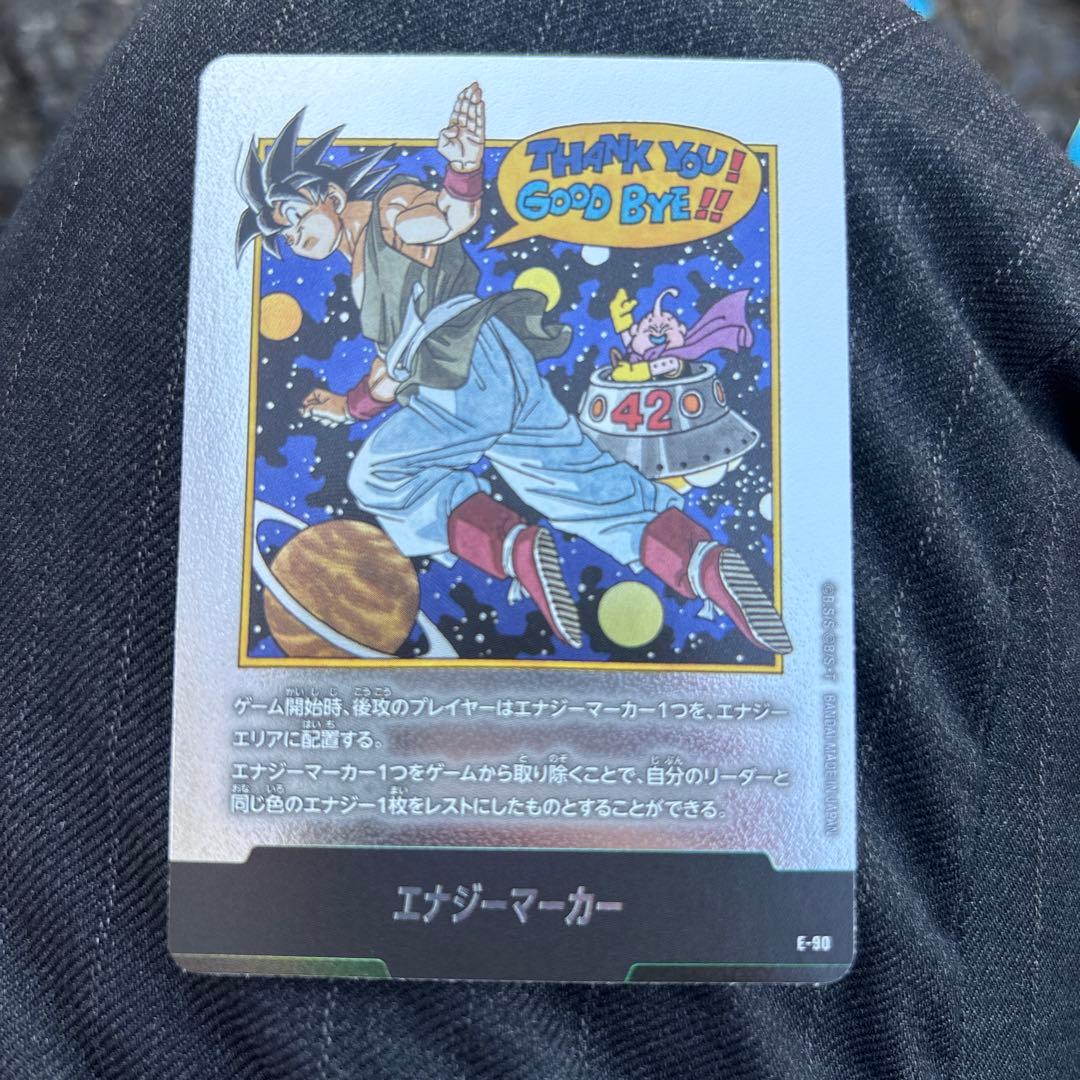 THANK YOU!
GOOD BYE!!
42
ゲーム開始時、後攻のプレイヤーはエナジーマーカー1つを、エナジー
エリアに配置する。
エナジーマーカー1つをゲームから取り除くことで、自分のリーダーと
同じ色のエナジー1枚をレストにしたものとすることができる。
©B.S/S ©B/S・T BANDAI MADE IN JAPAN
エナジーマーカー
E-90